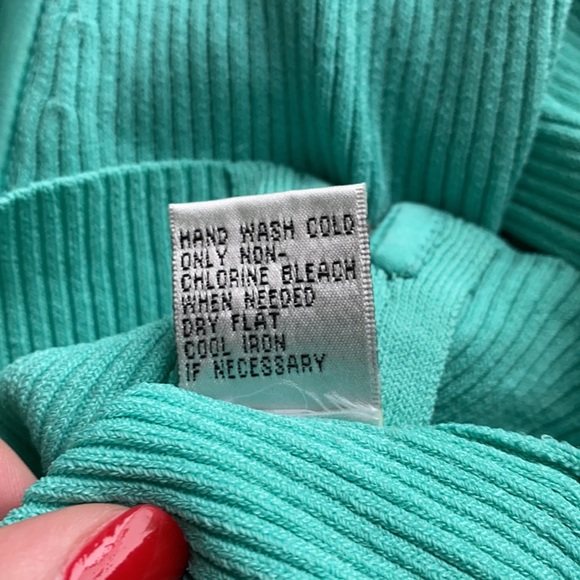 HAND WASH COLD
ONLY NON-
CHLORINE BLEACH
WHEN NEEDED
DRY FLAT
COOL IRON
IF NECESSARY